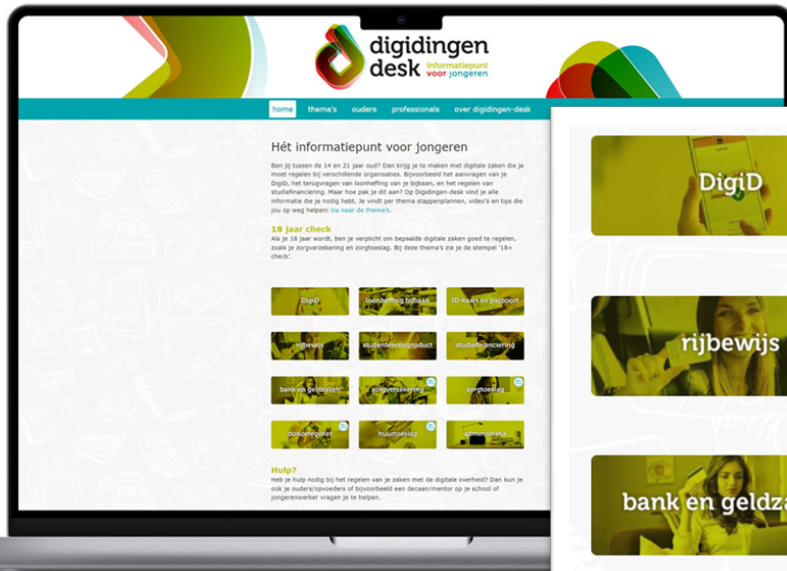 digidingen
desk informatiepunt
voor jongeren
home thema's ouders professionals over digidingen-desk
Hét informatiepunt voor jongeren
Ben jij tussen de 14 en 21 jaar oud? Dan krijg je te maken met digitale zaken die je
moet regelen bij verschillende organisaties. Bijvoorbeeld het aanvragen van je
DigiD, het terugvragen van loonheffing van je bijbaan, en het regelen van
studiefinanciering. Maar hoe pak je dit aan? Op Digidingen-desk vind je alle
informatie die je nodig hebt. Je vindt per thema stappenplannen, video's en tips die
jou op weg helpen! Ga naar de thema's.
18 jaar check
Als je 18 jaar wordt, ben je verplicht om bepaalde digitale zaken goed te regelen,
zoals je zorgverzekering en zorgtoeslag. Bij deze thema's zie je de stempel '18+
check'.
DigiD loonheffing bijbaan ID-kaart en paspoort
rijbewijs studentenreisproduct studiefinanciering
bank en geldzaken zorgverzekering zorgtoeslag
donorregister huurtoeslag administratie
Hulp?
Heb je hulp nodig bij het regelen van je zaken met de digitale overheid? Dan kun je
ook je ouders/opvoeders of bijvoorbeeld een decaan/mentor op je school of
jongerenwerker vragen je te helpen.
DigiD
rijbewijs
bank en geldza